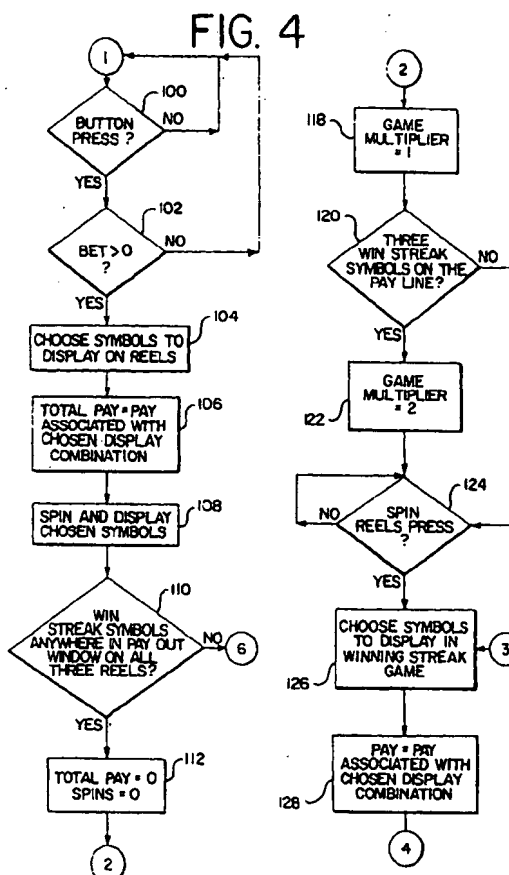 FIG. 4
1
100
BUTTON
PRESS ?
NO
YES
102
BET > 0
?
NO
YES
104
CHOOSE SYMBOLS TO
DISPLAY ON REELS
106
TOTAL PAY = PAY
ASSOCIATED WITH
CHOSEN DISPLAY
COMBINATION
108
SPIN AND DISPLAY
CHOSEN SYMBOLS
110
WIN
STREAK SYMBOLS
ANYWHERE IN PAY OUT
WINDOW ON ALL
THREE REELS?
NO
6
YES
112
TOTAL PAY = 0
SPINS = 0
2
2
118
GAME
MULTIPLIER
= 1
120
THREE
WIN STREAK
SYMBOLS ON THE
PAY LINE?
NO
YES
GAME
MULTIPLIER
= 2
122
124
NO
SPIN
REELS PRESS
?
YES
CHOOSE SYMBOLS
TO DISPLAY IN
WINNING STREAK
GAME
126
3
PAY = PAY
ASSOCIATED WITH
CHOSEN DISPLAY
COMBINATION
128
4